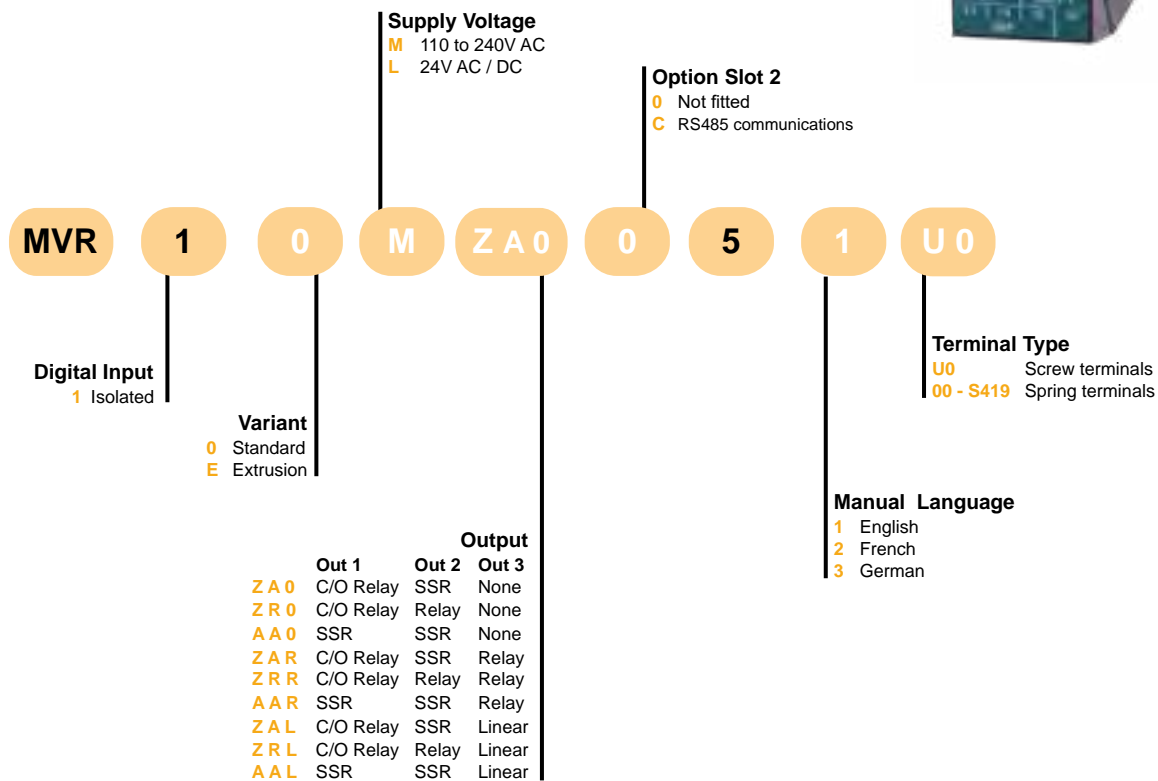 Supply Voltage
M 110 to 240V AC
L 24V AC / DC
Option Slot 2
0 Not fitted
C RS485 communications
MVR 1 0 M Z A 0 0 5 1 U 0
Digital Input
1 Isolated
Variant
0 Standard
E Extrusion
Output
Out 1 Out 2 Out 3
Z A 0 C/O Relay SSR None
Z R 0 C/O Relay Relay None
A A 0 SSR SSR None
Z A R C/O Relay SSR Relay
Z R R C/O Relay Relay Relay
A A R SSR SSR Relay
Z A L C/O Relay SSR Linear
Z R L C/O Relay Relay Linear
A A L SSR SSR Linear
Manual Language
1 English
2 French
3 German
Terminal Type
U0 Screw terminals
00 - S419 Spring terminals